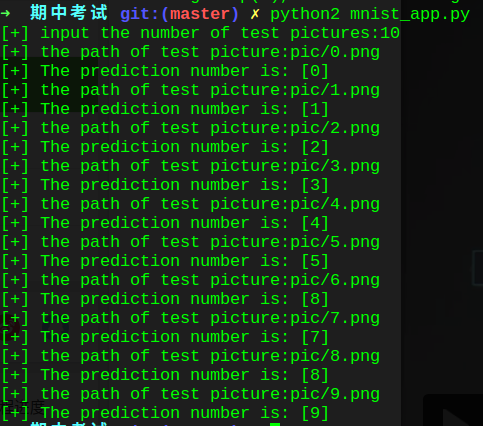 ➜ 期中考试 git:(master) ✗ python2 mnist_app.py
[+] input the number of test pictures:10
[+] the path of test picture:pic/0.png
[+] The prediction number is: [0]
[+] the path of test picture:pic/1.png
[+] The prediction number is: [1]
[+] the path of test picture:pic/2.png
[+] The prediction number is: [2]
[+] the path of test picture:pic/3.png
[+] The prediction number is: [3]
[+] the path of test picture:pic/4.png
[+] The prediction number is: [4]
[+] the path of test picture:pic/5.png
[+] The prediction number is: [5]
[+] the path of test picture:pic/6.png
[+] The prediction number is: [8]
[+] the path of test picture:pic/7.png
[+] The prediction number is: [7]
[+] the path of test picture:pic/8.png
[+] The prediction number is: [8]
[+] the path of test picture:pic/9.png
[+] The prediction number is: [9]